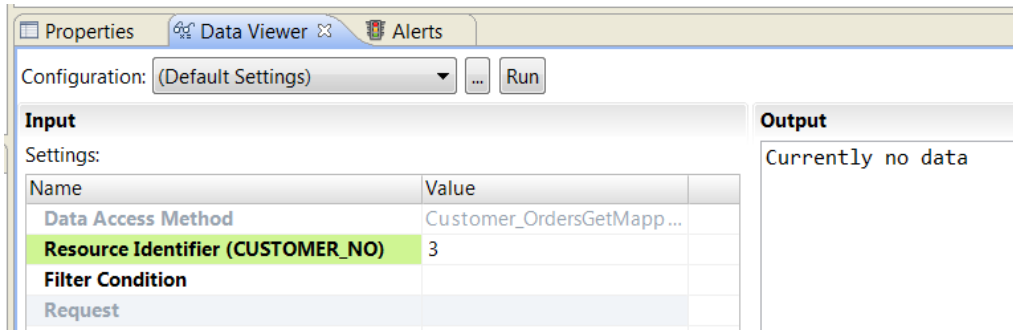 Properties Data Viewer Alerts
Configuration: (Default Settings) ... Run
Input
Output
Settings:
Currently no data
Name Value
Data Access Method Customer_OrdersGetMapp...
Resource Identifier (CUSTOMER_NO) 3
Filter Condition
Request